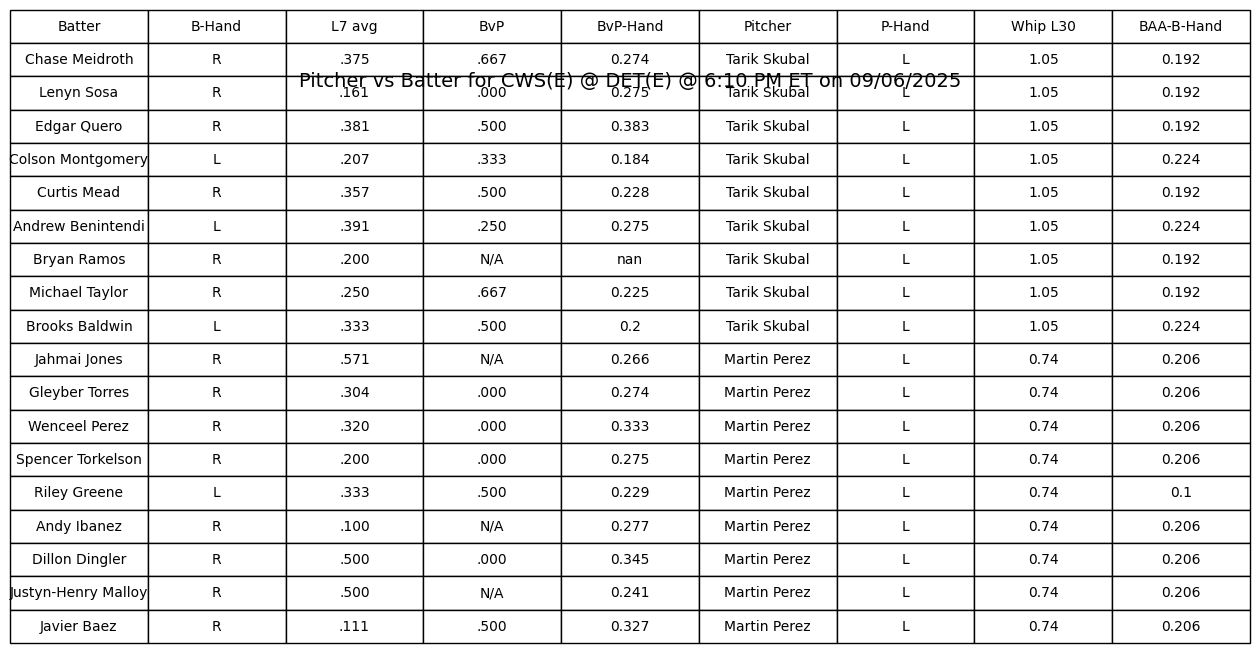 Batter B-Hand L7 avg BvP BvP-Hand Pitcher P-Hand Whip L30 BAA-B-Hand
Chase Meidroth R .375 .667 0.274 Tarik Skubal L 1.05 0.192
Pitcher vs Batter for CWS(E) @ DET(E) @ 6:10 PM ET on 09/06/2025
Lenyn Sosa R .161 .000 0.275 Tarik Skubal L 1.05 0.192
Edgar Quero R .381 .500 0.383 Tarik Skubal L 1.05 0.192
Colson Montgomery L .207 .333 0.184 Tarik Skubal L 1.05 0.224
Curtis Mead R .357 .500 0.228 Tarik Skubal L 1.05 0.192
Andrew Benintendi L .391 .250 0.275 Tarik Skubal L 1.05 0.224
Bryan Ramos R .200 N/A nan Tarik Skubal L 1.05 0.192
Michael Taylor R .250 .667 0.225 Tarik Skubal L 1.05 0.192
Brooks Baldwin L .333 .500 0.2 Tarik Skubal L 1.05 0.224
Jahmai Jones R .571 N/A 0.266 Martin Perez L 0.74 0.206
Gleyber Torres R .304 .000 0.274 Martin Perez L 0.74 0.206
Wenceel Perez R .320 .000 0.333 Martin Perez L 0.74 0.206
Spencer Torkelson R .200 .000 0.275 Martin Perez L 0.74 0.206
Riley Greene L .333 .500 0.229 Martin Perez L 0.74 0.1
Andy Ibanez R .100 N/A 0.277 Martin Perez L 0.74 0.206
Dillon Dingler R .500 .000 0.345 Martin Perez L 0.74 0.206
Justyn-Henry Malloy R .500 N/A 0.241 Martin Perez L 0.74 0.206
Javier Baez R .111 .500 0.327 Martin Perez L 0.74 0.206